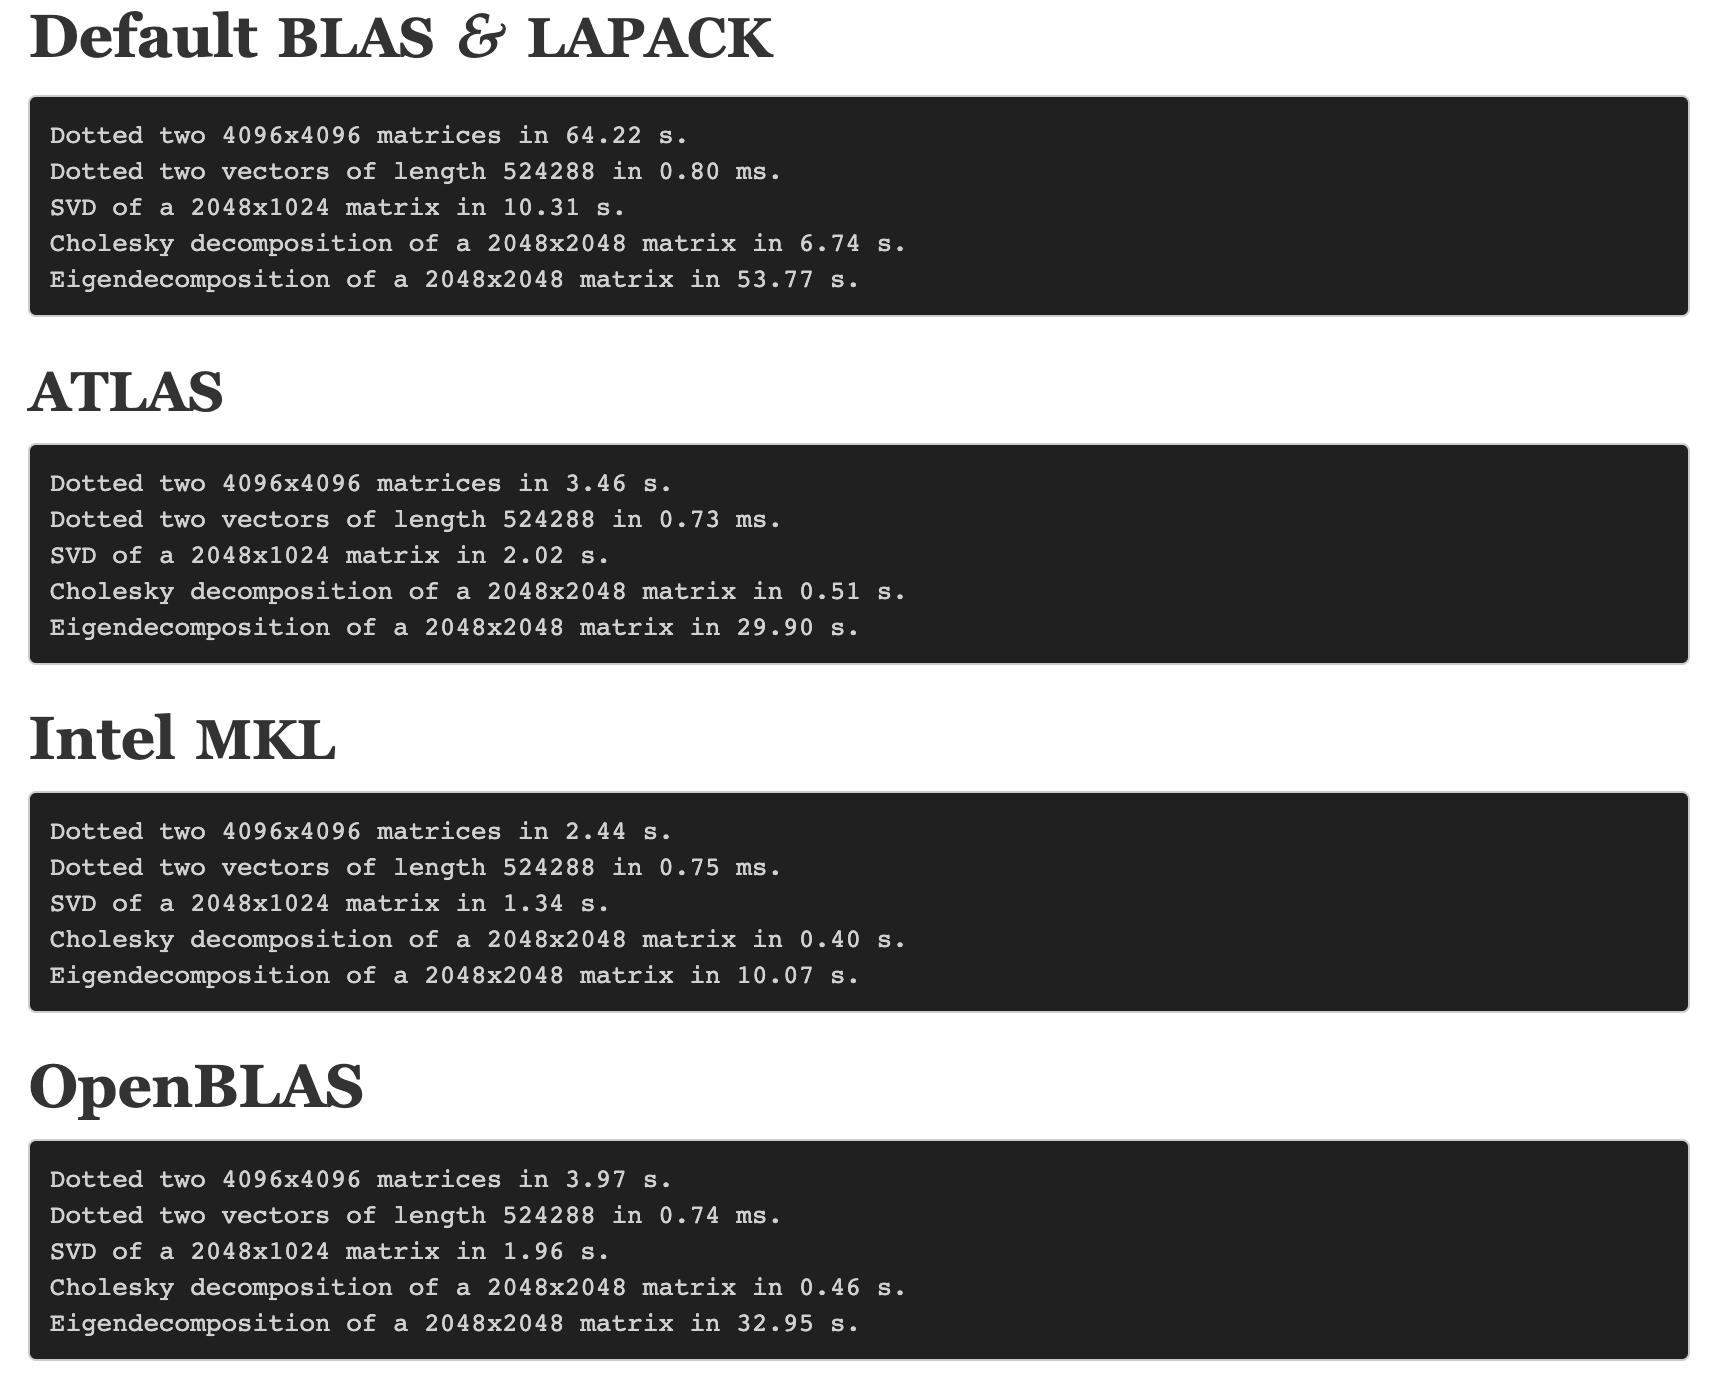 Default BLAS & LAPACK
Dotted two 4096x4096 matrices in 64.22 s.
Dotted two vectors of length 524288 in 0.80 ms.
SVD of a 2048x1024 matrix in 10.31 s.
Cholesky decomposition of a 2048x2048 matrix in 6.74 s.
Eigendecomposition of a 2048x2048 matrix in 53.77 s.
ATLAS
Dotted two 4096x4096 matrices in 3.46 s.
Dotted two vectors of length 524288 in 0.73 ms.
SVD of a 2048x1024 matrix in 2.02 s.
Cholesky decomposition of a 2048x2048 matrix in 0.51 s.
Eigendecomposition of a 2048x2048 matrix in 29.90 s.
Intel MKL
Dotted two 4096x4096 matrices in 2.44 s.
Dotted two vectors of length 524288 in 0.75 ms.
SVD of a 2048x1024 matrix in 1.34 s.
Cholesky decomposition of a 2048x2048 matrix in 0.40 s.
Eigendecomposition of a 2048x2048 matrix in 10.07 s.
OpenBLAS
Dotted two 4096x4096 matrices in 3.97 s.
Dotted two vectors of length 524288 in 0.74 ms.
SVD of a 2048x1024 matrix in 1.96 s.
Cholesky decomposition of a 2048x2048 matrix in 0.46 s.
Eigendecomposition of a 2048x2048 matrix in 32.95 s.